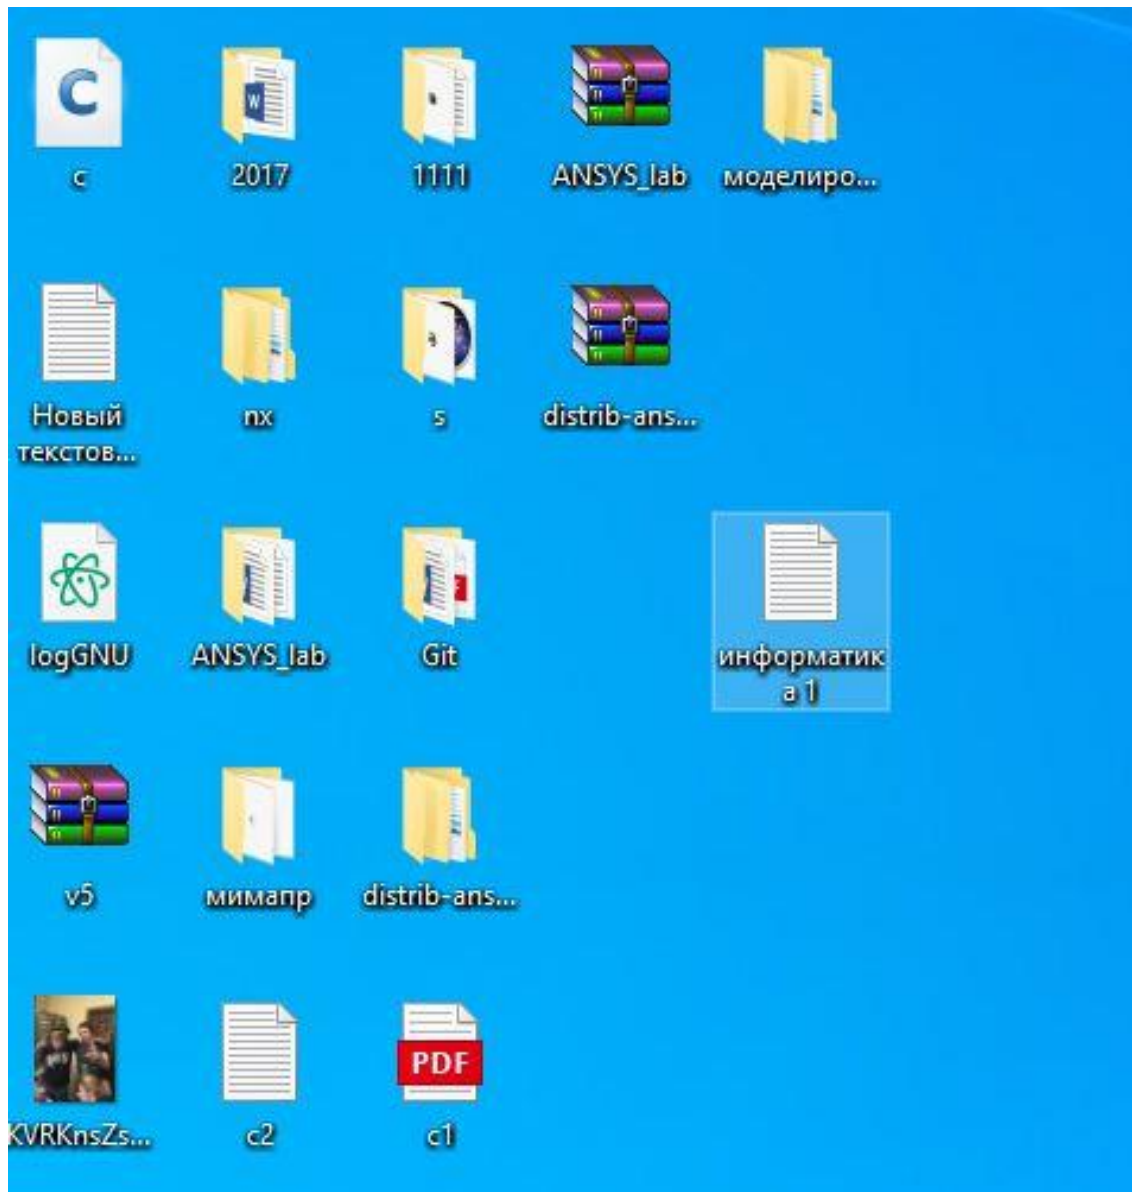 c
2017
1111
ANSYS_lab
моделиро...
Новый
текстов...
nx
s
distrib-ans...
logGNU
ANSYS_lab
Git
информатик
а 1
v5
мимапр
distrib-ans...
KVRKnsZs...
c2
PDF
c1